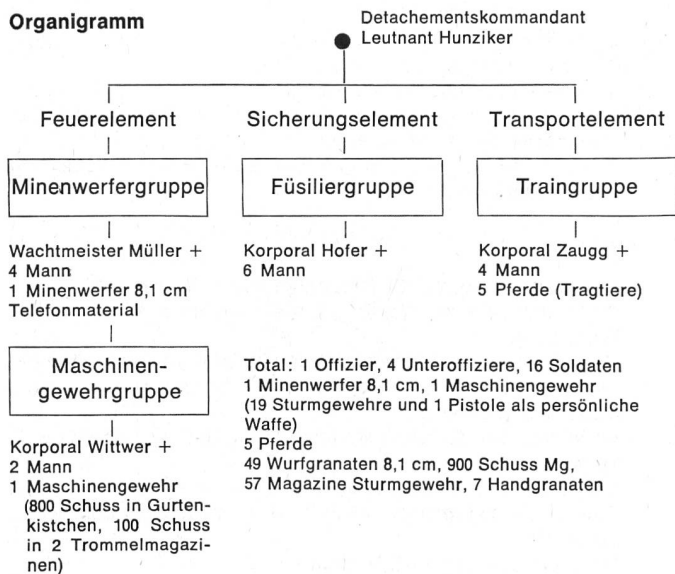 Organigramm
Detachementskommandant
Leutnant Hunziker
Feuerelement
Minenwerfergruppe
Wachtmeister Müller +
4 Mann
1 Minenwerfer 8,1 cm
Telefonmaterial
Maschinen-
gewehrgruppe
Korporal Wittwer +
2 Mann
1 Maschinengewehr
(800 Schuss in Gurten-
kistchen, 100 Schuss
in 2 Trommelmagazi-
nen)
Sicherungselement
Füsiliergruppe
Korporal Hofer +
6 Mann
Transportelement
Traingruppe
Korporal Zaugg +
4 Mann
5 Pferde (Tragtiere)
Total: 1 Offizier, 4 Unteroffiziere, 16 Soldaten
1 Minenwerfer 8,1 cm, 1 Maschinengewehr
(19 Sturmgewehre und 1 Pistole als persönliche
Waffe)
5 Pferde
49 Wurfgranaten 8,1 cm, 900 Schuss Mg,
57 Magazine Sturmgewehr, 7 Handgranaten